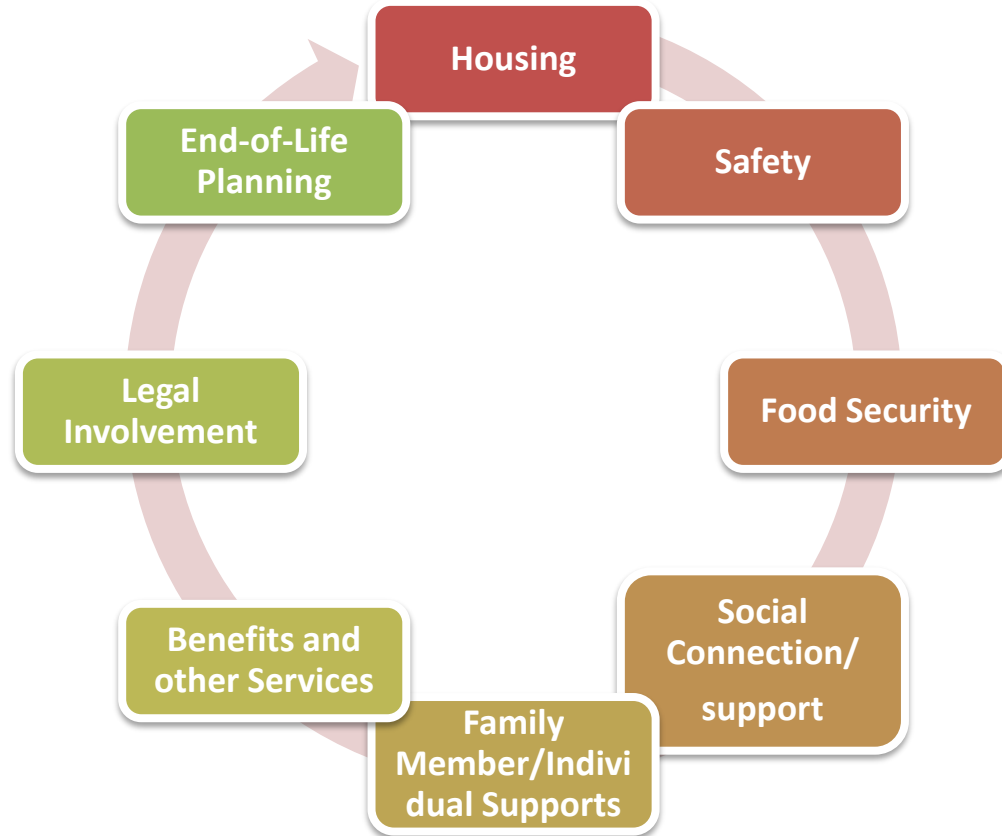 Housing
Safety
Food Security
Social
Connection/
support
Family
Member/Indivi
dual Supports
Benefits and
other Services
Legal
Involvement
End-of-Life
Planning